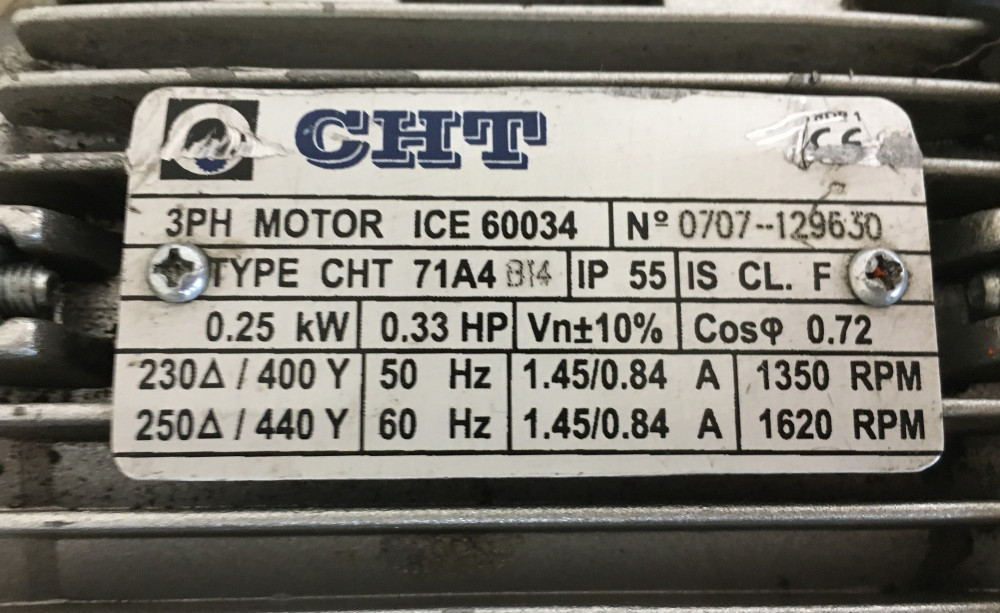 CHT
3PH MOTOR ICE 60034 Nº 0707--129630
TYPE CHT 71A4 B14 IP 55 IS CL. F
0.25 kW 0.33 HP Vn±10% Cosφ 0.72
230Δ / 400 Y 50 Hz 1.45/0.84 A 1350 RPM
250Δ / 440 Y 60 Hz 1.45/0.84 A 1620 RPM